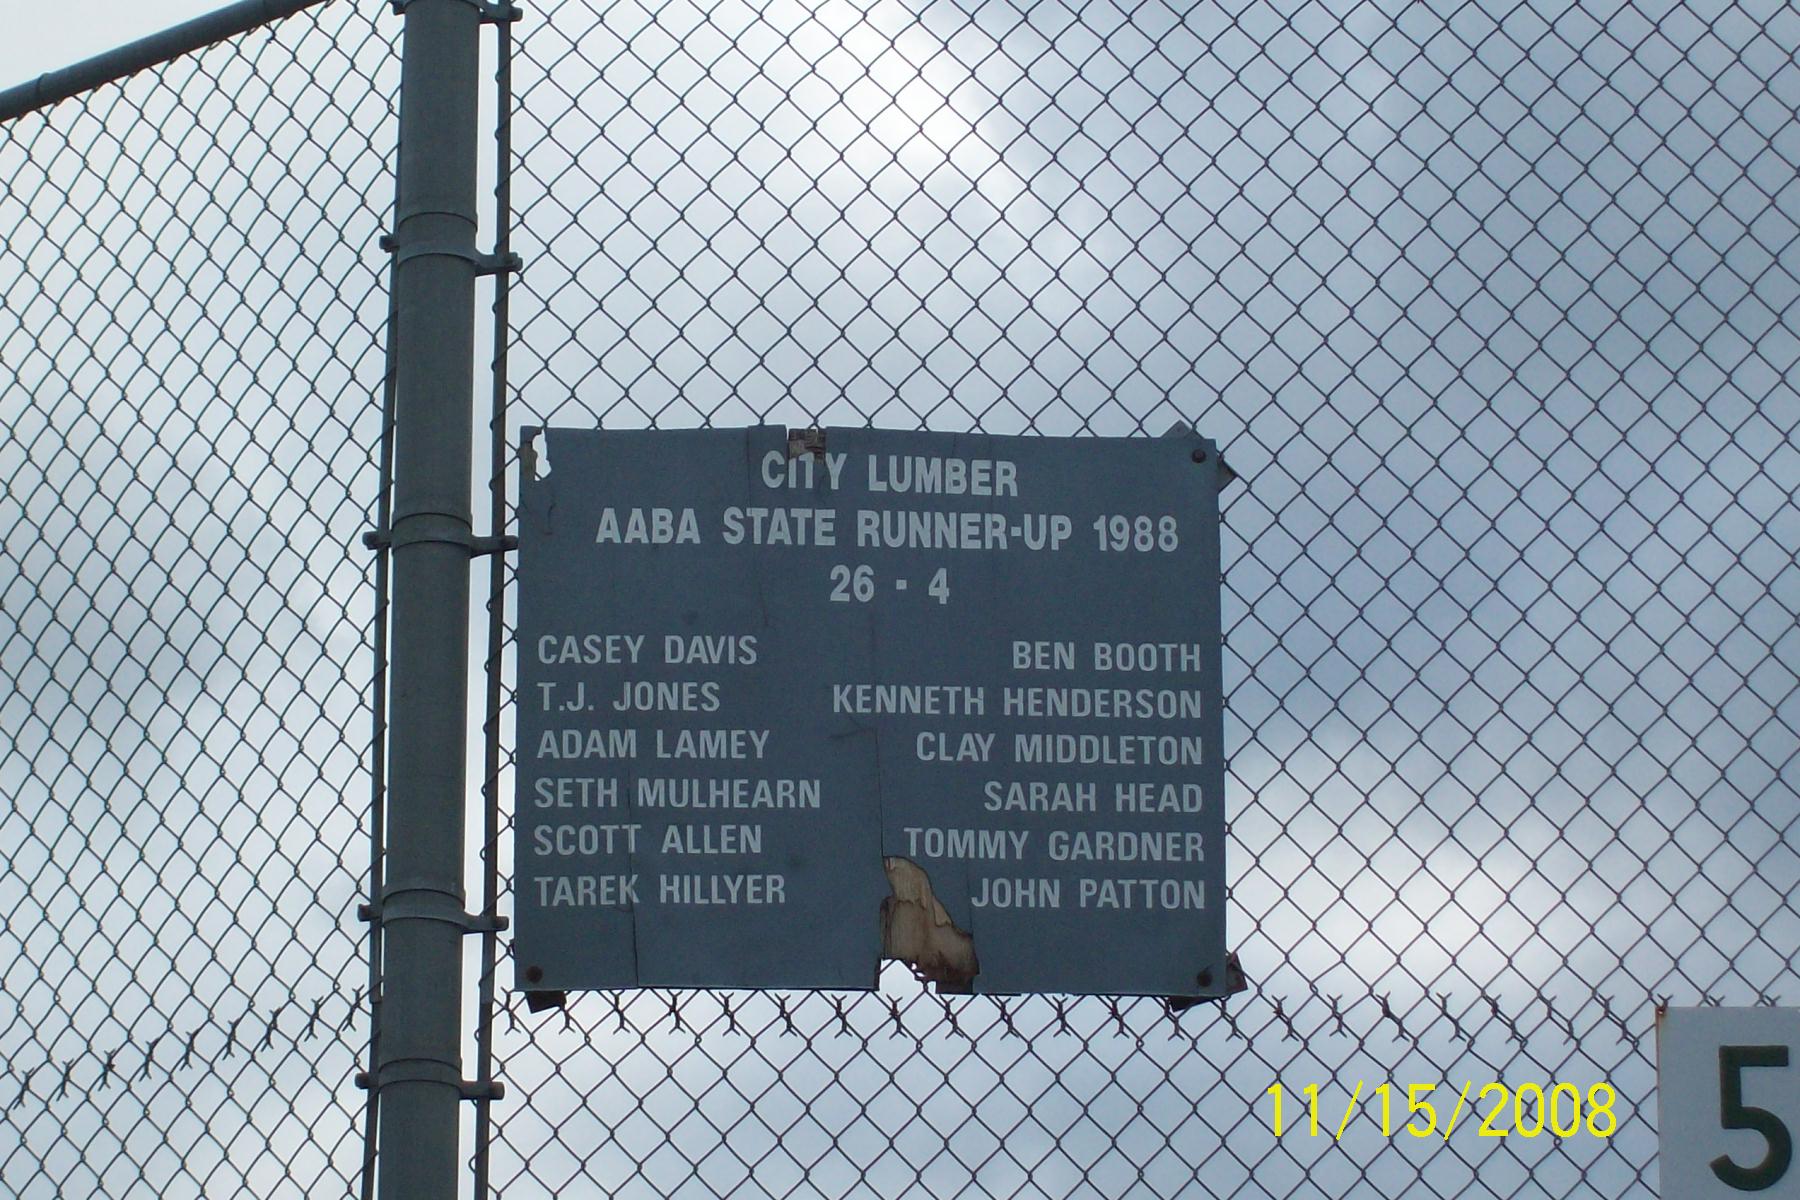 CITY LUMBER
AABA STATE RUNNER-UP 1988
26 - 4
CASEY DAVIS BEN BOOTH
T.J. JONES KENNETH HENDERSON
ADAM LAMEY CLAY MIDDLETON
SETH MULHEARN SARAH HEAD
SCOTT ALLEN TOMMY GARDNER
TAREK HILLYER JOHN PATTON
5
11/15/2008